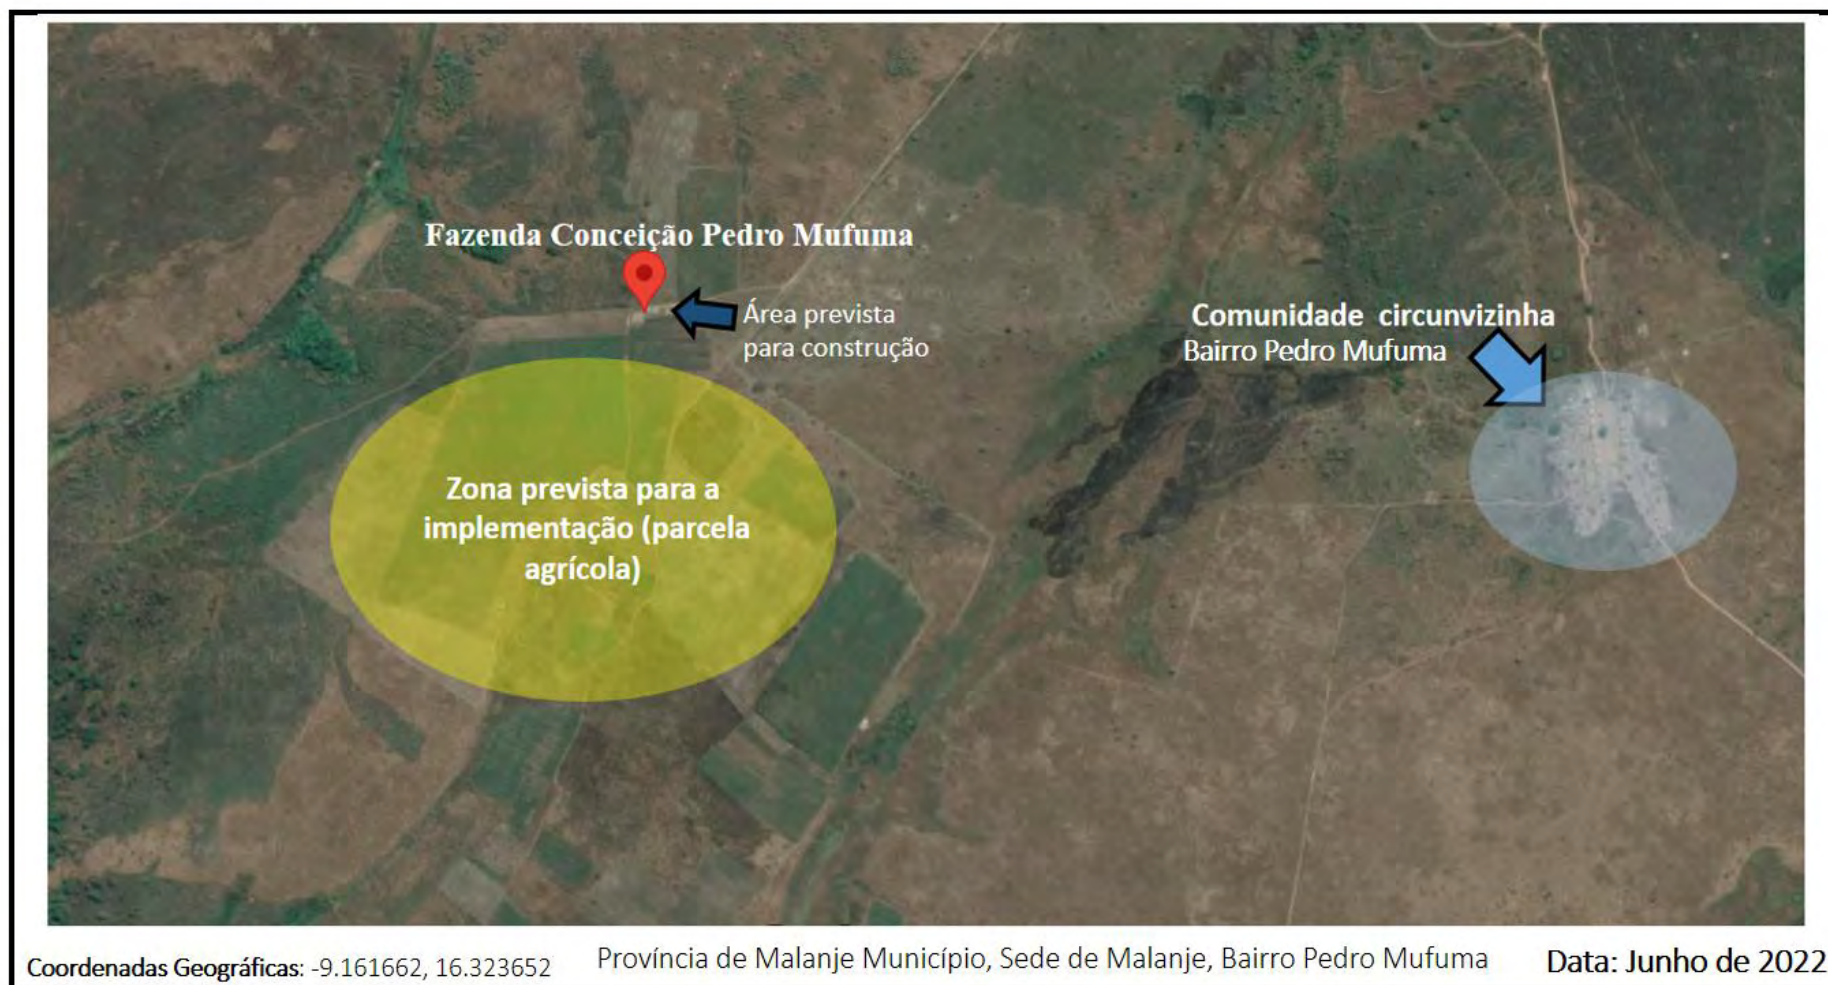 Fazenda Conceição Pedro Mufuma
Área prevista
para construção
Comunidade circunvizinha
Bairro Pedro Mufuma
Zona prevista para a
implementação (parcela
agrícola)
Coordenadas Geográficas: -9.161662, 16.323652
Província de Malanje Município, Sede de Malanje, Bairro Pedro Mufuma
Data: Junho de 2022